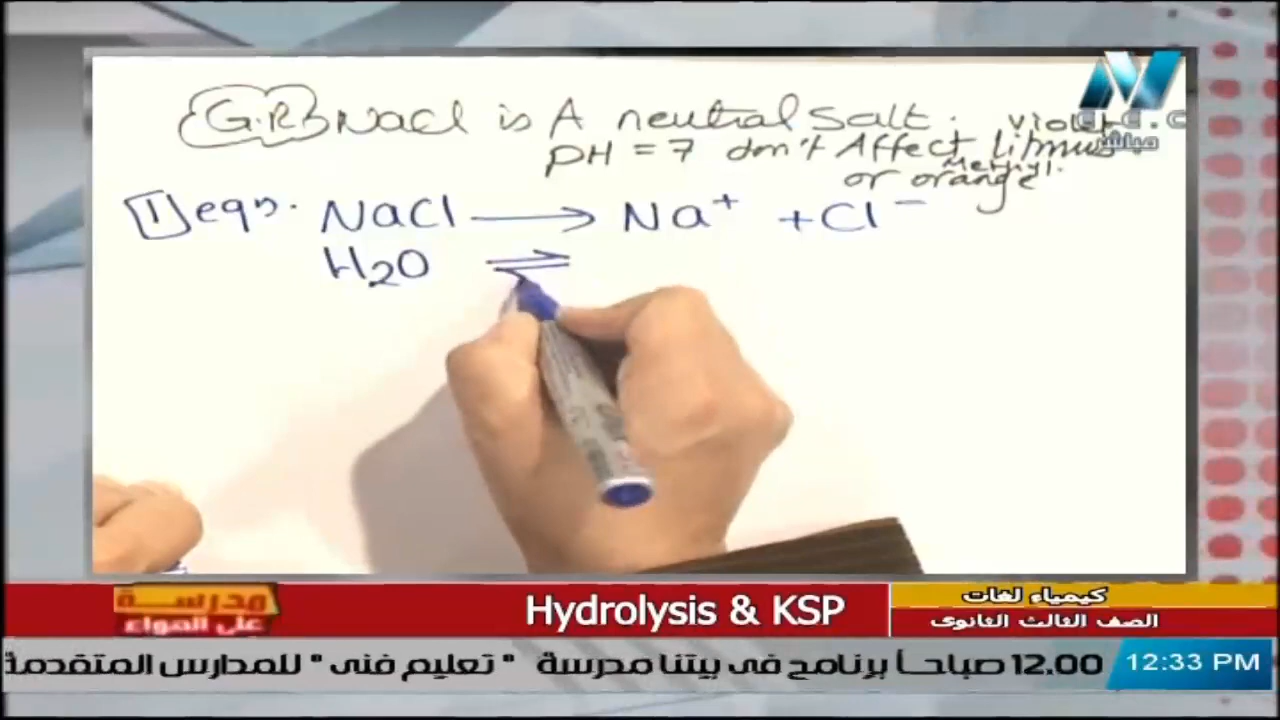 G.R NaCl is A neutral salt. violet
pH = 7 don't Affect litmus
or Methyl orange
مباشر
1 eqn. NaCl → Na⁺ + Cl⁻
H₂O ⇌
مدرسة على الهواء
Hydrolysis & KSP
كيمياء لغات
الصف الثالث الثانوى
12.00 صباحـاً برنامج فى بيتنا مدرسة " تعليم فنى " للمدارس المتقدمة
12:33 PM